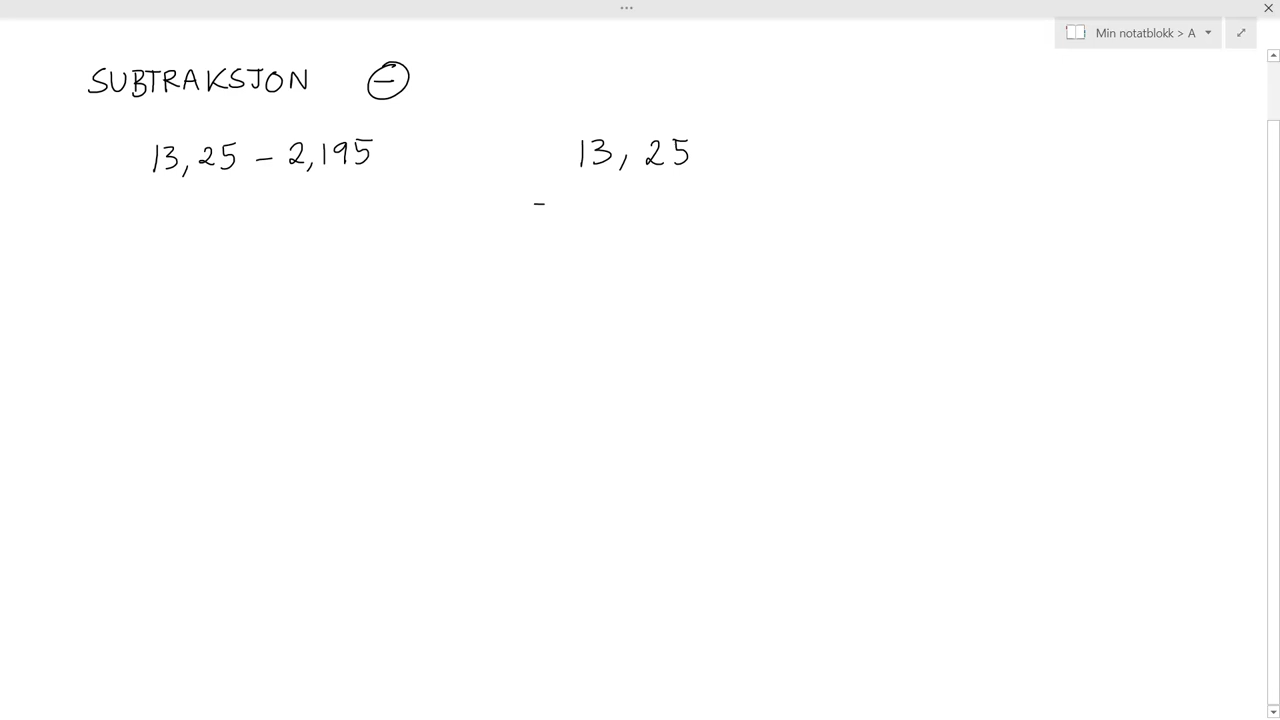 Min notatblokk > A
SUBTRAKSJON −
13,25 − 2,195
13,25
−